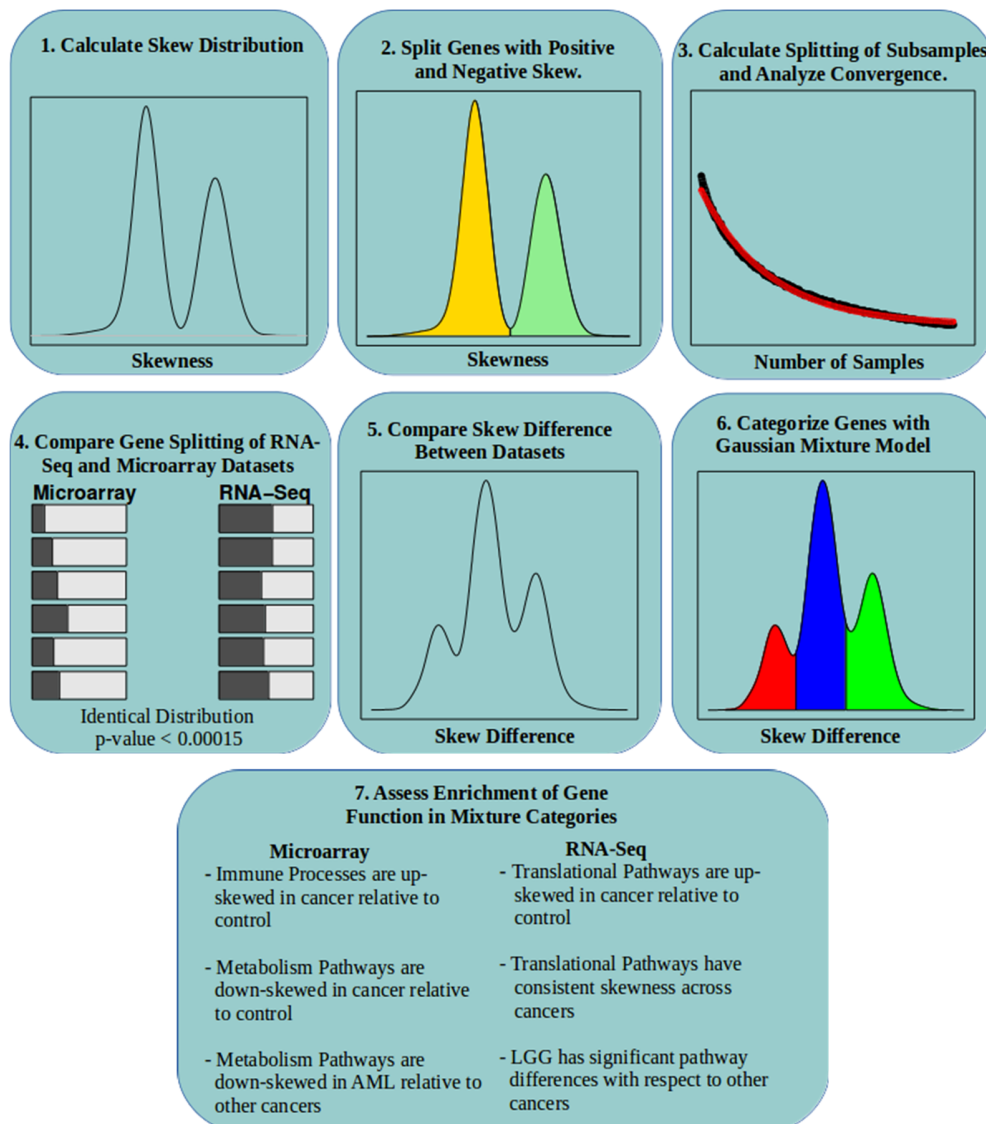 1. Calculate Skew Distribution
Skewness
2. Split Genes with Positive
and Negative Skew.
Skewness
3. Calculate Splitting of Subsamples
and Analyze Convergence.
Number of Samples
4. Compare Gene Splitting of RNA-
Seq and Microarray Datasets
Microarray
RNA−Seq
Identical Distribution
p-value < 0.00015
5. Compare Skew Difference
Between Datasets
Skew Difference
6. Categorize Genes with
Gaussian Mixture Model
Skew Difference
7. Assess Enrichment of Gene
Function in Mixture Categories
Microarray
- Immune Processes are up-
skewed in cancer relative to
control
- Metabolism Pathways are
down-skewed in cancer relative
to control
- Metabolism Pathways are
down-skewed in AML relative to
other cancers
RNA-Seq
- Translational Pathways are up-
skewed in cancer relative to
control
- Translational Pathways have
consistent skewness across
cancers
- LGG has significant pathway
differences with respect to other
cancers